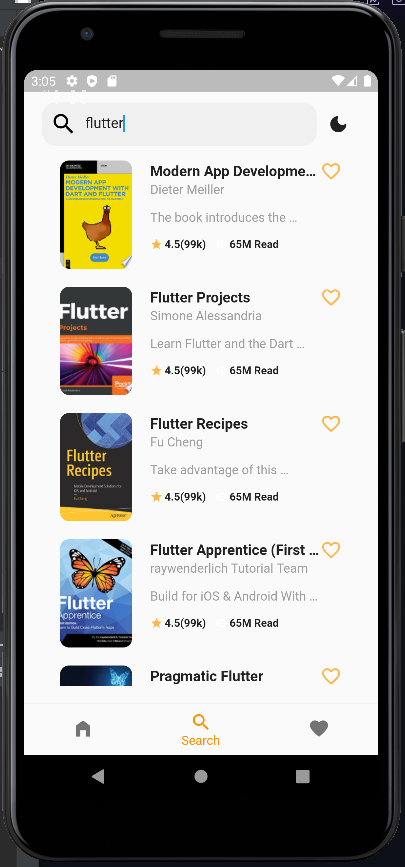 3:05
flutter
MODERN APP
DEVELOPMENT WITH
DART AND FLUTTER
Modern App Developme...
Dieter Meiller
The book introduces the ...
4.5(99k) 65M Read
Flutter
Projects
Packt
Flutter Projects
Simone Alessandria
Learn Flutter and the Dart ...
4.5(99k) 65M Read
Flutter
Recipes
Flutter Recipes
Fu Cheng
Take advantage of this ...
4.5(99k) 65M Read
Flutter
Apprentice
Flutter Apprentice (First ...
raywenderlich Tutorial Team
Build for iOS & Android With ...
4.5(99k) 65M Read
Pragmatic Flutter
Search